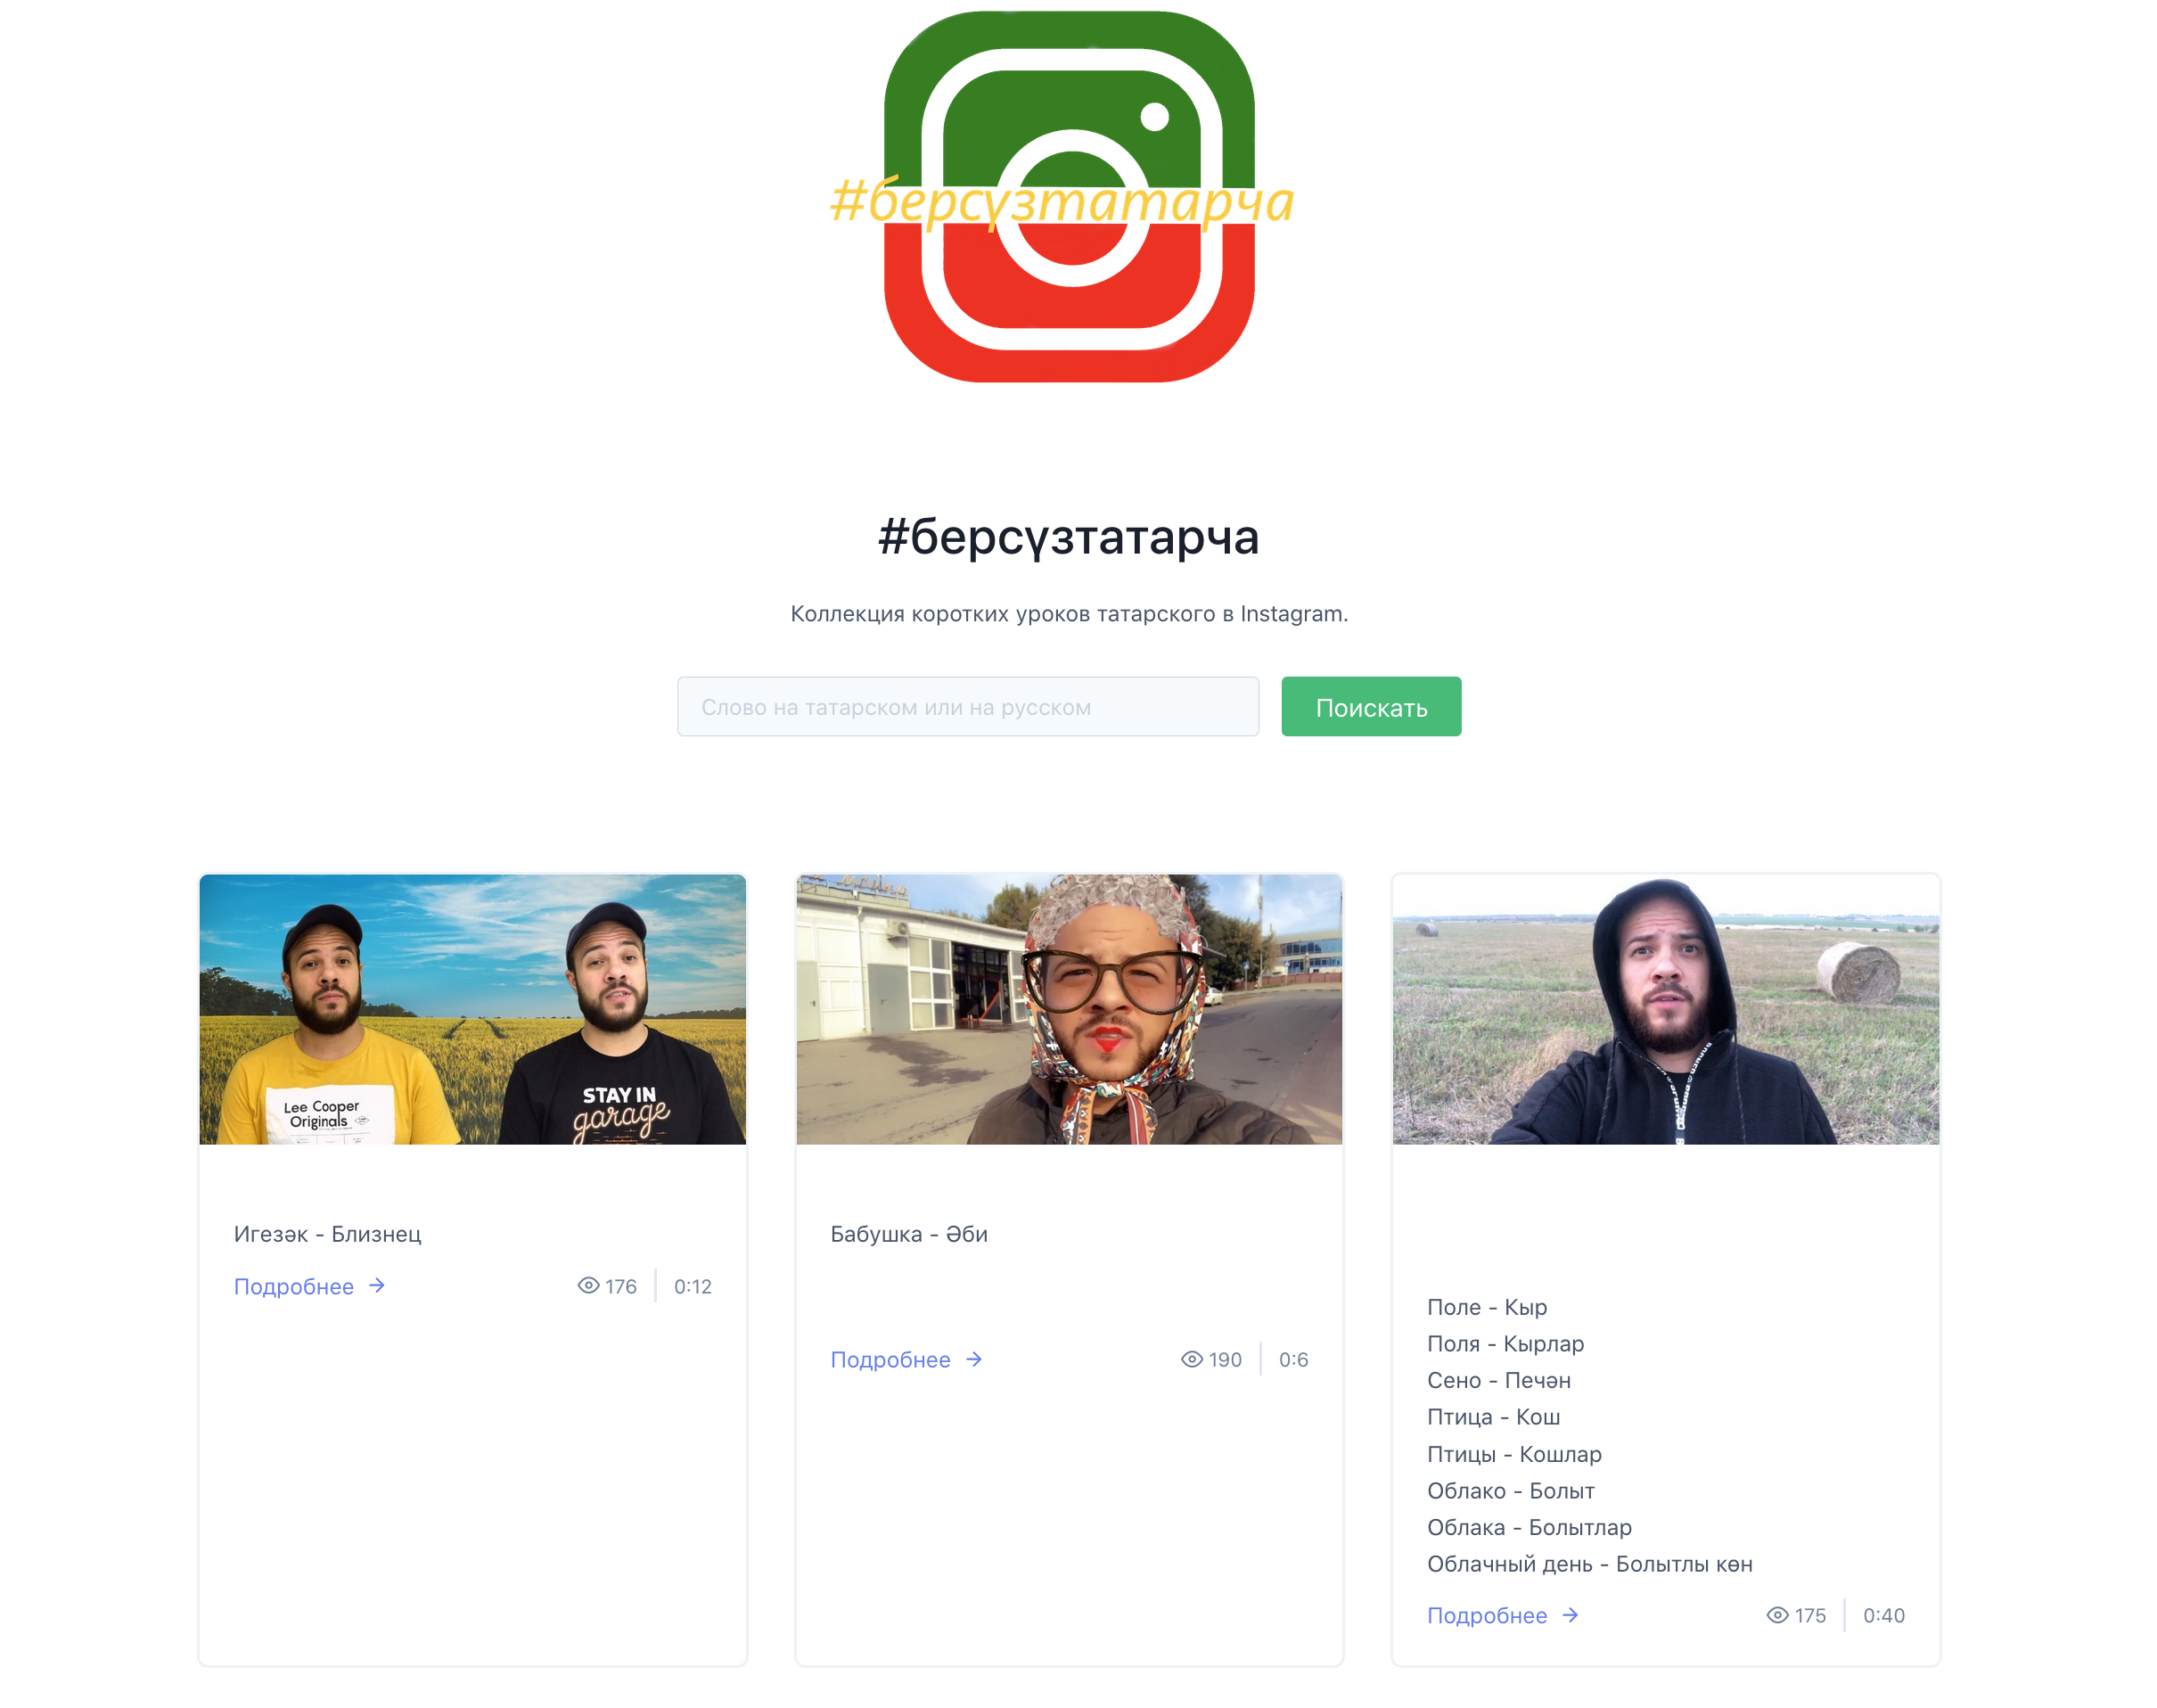 #берсүзтатарча
#берсүзтатарча
Коллекция коротких уроков татарского в Instagram.
Слово на татарском или на русском
Поискать
Lee Cooper
Originals
STAY IN
garage
Игезәк - Близнец
Подробнее →
176
0:12
Бабушка - Әби
Подробнее →
190
0:6
Поле - Кыр
Поля - Кырлар
Сено - Печән
Птица - Кош
Птицы - Кошлар
Облако - Болыт
Облака - Болытлар
Облачный день - Болытлы көн
Подробнее →
175
0:40